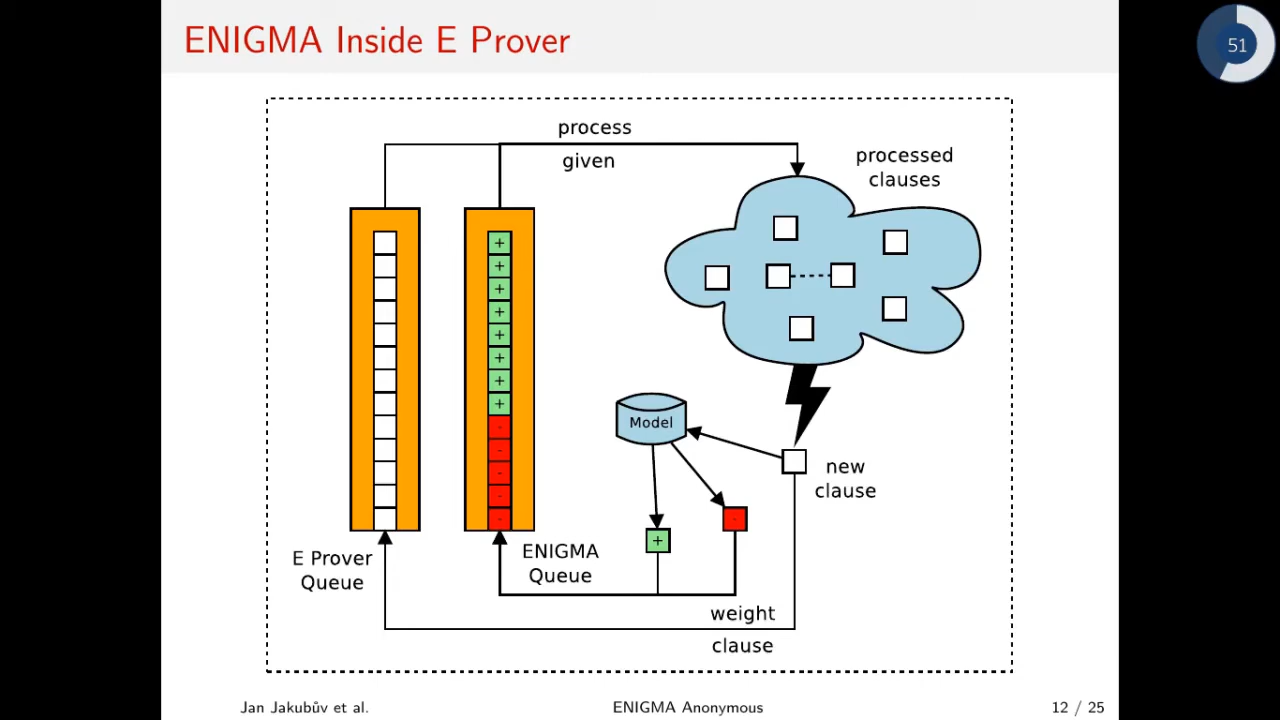 ENIGMA Inside E Prover
51
process
given
processed
clauses
+
+
+
+
+
+
+
+
-
-
-
-
-
Model
new
clause
+
-
E Prover
Queue
ENIGMA
Queue
weight
clause
Jan Jakubův et al.
ENIGMA Anonymous
12 / 25